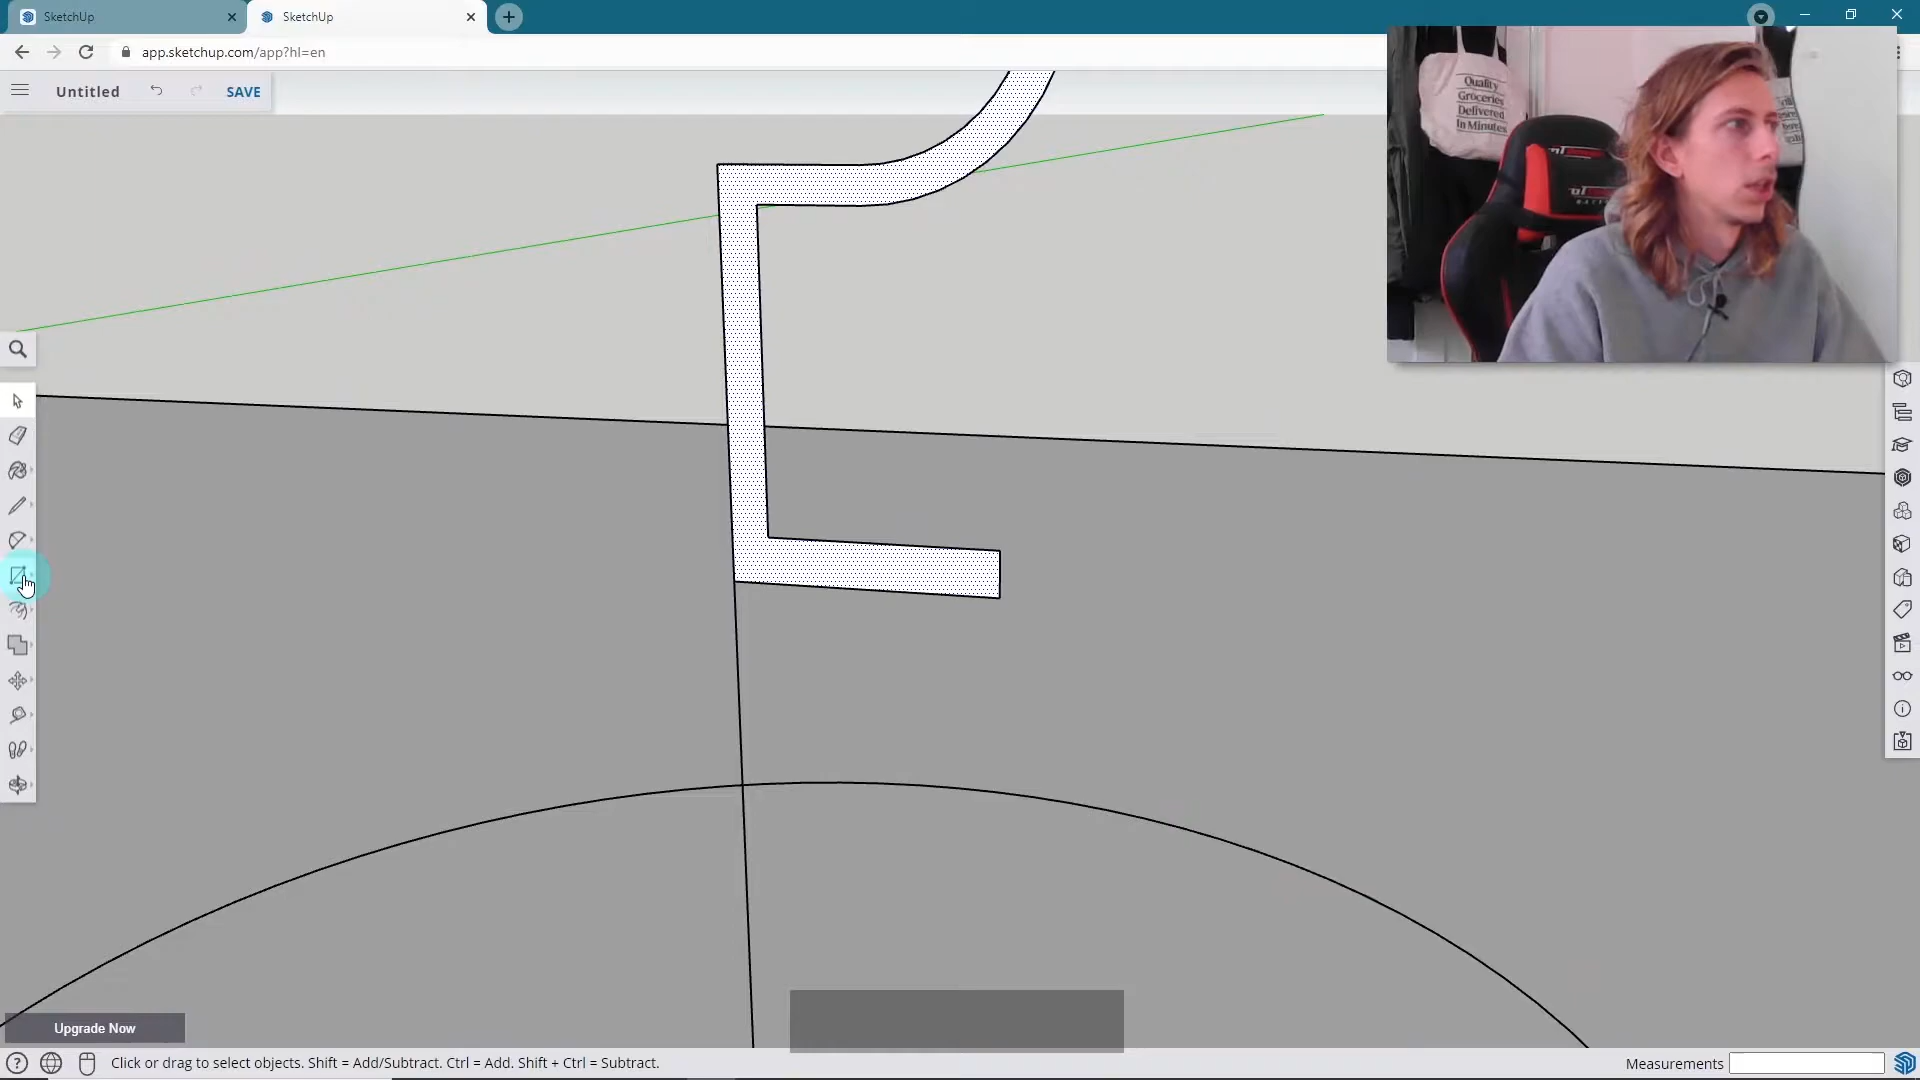 SketchUp
SketchUp
app.sketchup.com/app?hl=en
Untitled
SAVE
Quality
Groceries
Delivered
In Minutes
Upgrade Now
Click or drag to select objects. Shift = Add/Subtract. Ctrl = Add. Shift + Ctrl = Subtract.
Measurements